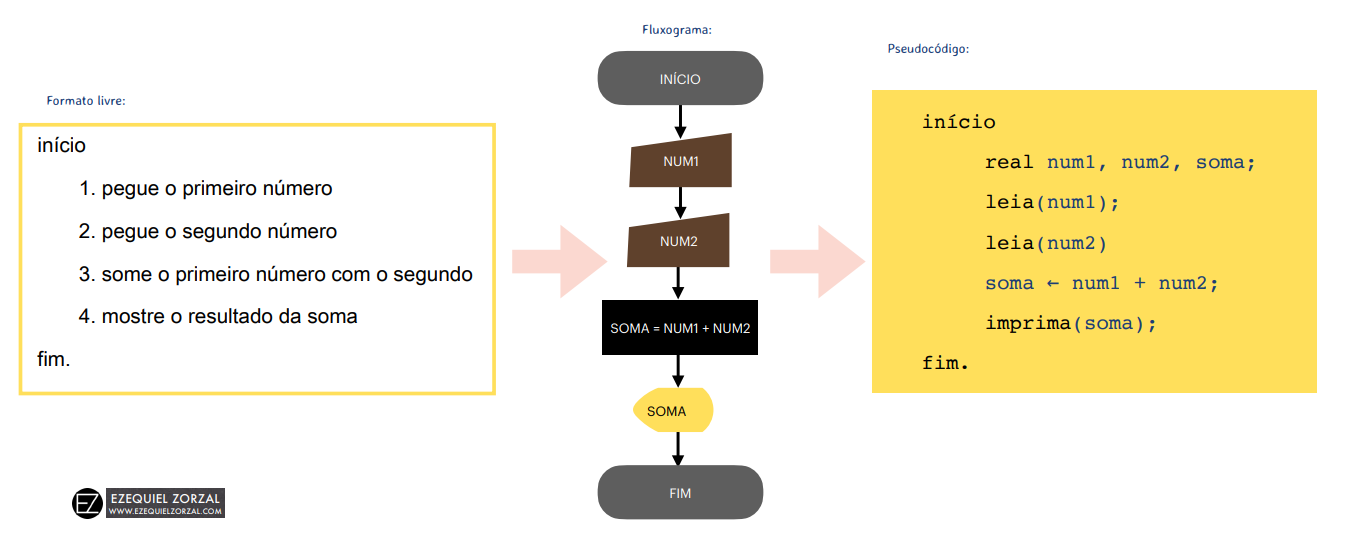 Formato livre:
início
1. pegue o primeiro número
2. pegue o segundo número
3. some o primeiro número com o segundo
4. mostre o resultado da soma
fim.
Fluxograma:
INÍCIO
NUM1
NUM2
SOMA = NUM1 + NUM2
SOMA
FIM
Pseudocódigo:
início
real num1, num2, soma;
leia(num1);
leia(num2)
soma ← num1 + num2;
imprima(soma);
fim.
EZ
EZEQUIEL ZORZAL
WWW.EZEQUIELZORZAL.COM